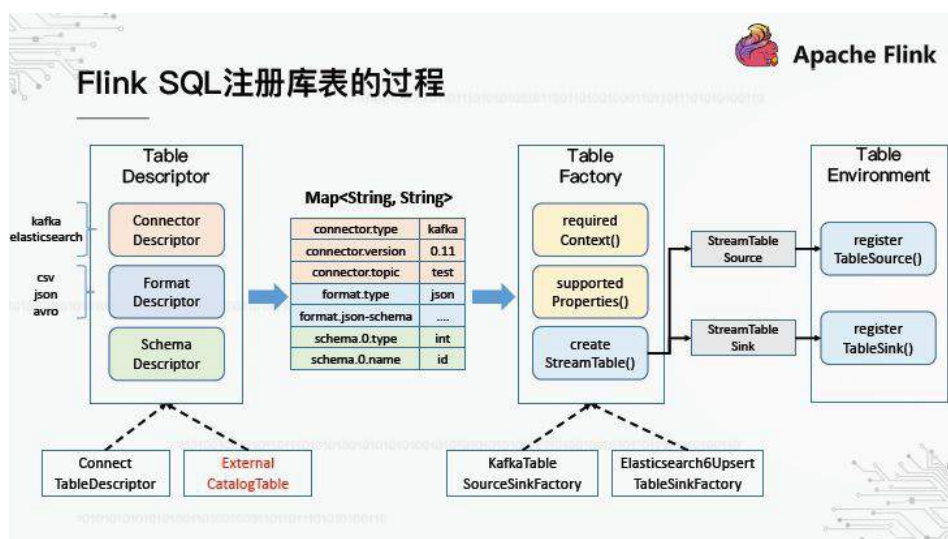 Apache Flink
Flink SQL注册库表的过程
Table
Descriptor
kafka
elasticsearch
Connector
Descriptor
csv
json
avro
Format
Descriptor
Schema
Descriptor
Map<String, String>
connector.type kafka
connector.version 0.11
connector.topic test
format.type json
format.json-schema ....
schema.0.type int
schema.0.name id
Table
Factory
required
Context()
supported
Properties()
create
StreamTable()
StreamTable
Source
StreamTable
Sink
Table
Environment
register
TableSource()
register
TableSink()
Connect
TableDescriptor
External
CatalogTable
KafkaTable
SourceSinkFactory
Elasticsearch6Upsert
TableSinkFactory